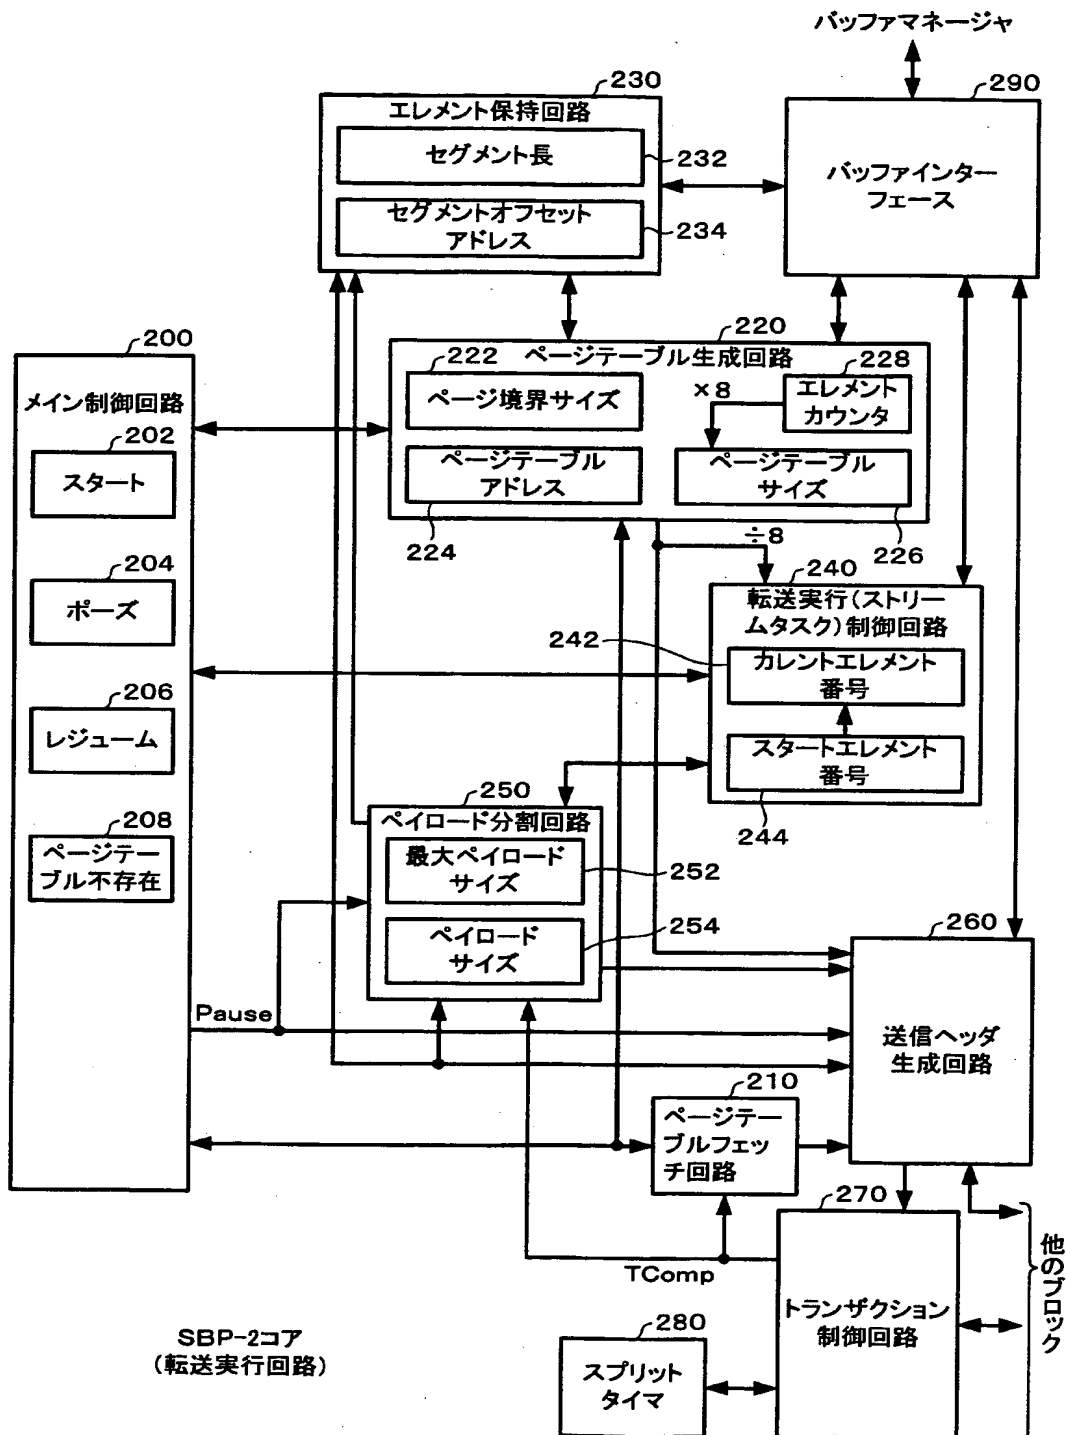 バッファマネージャ
230
エレメント保持回路
セグメント長
232
セグメントオフセット
アドレス
234
290
バッファインター
フェース
200
メイン制御回路
202
スタート
204
ポーズ
206
レジューム
208
ページテー
ブル不存在
220
222
ページテーブル生成回路
228
ページ境界サイズ
×8
エレメント
カウンタ
ページテーブル
アドレス
ページテーブル
サイズ
224
÷8
226
240
転送実行(ストリー
ムタスク)制御回路
242
カレントエレメント
番号
スタートエレメント
番号
244
250
ペイロード分割回路
最大ペイロード
サイズ
252
ペイロード
サイズ
254
260
送信ヘッダ
生成回路
Pause
210
ページテー
ブルフェッ
チ回路
270
トランザクション
制御回路
TComp
280
スプリット
タイマ
他のブロック
SBP-2コア
(転送実行回路)